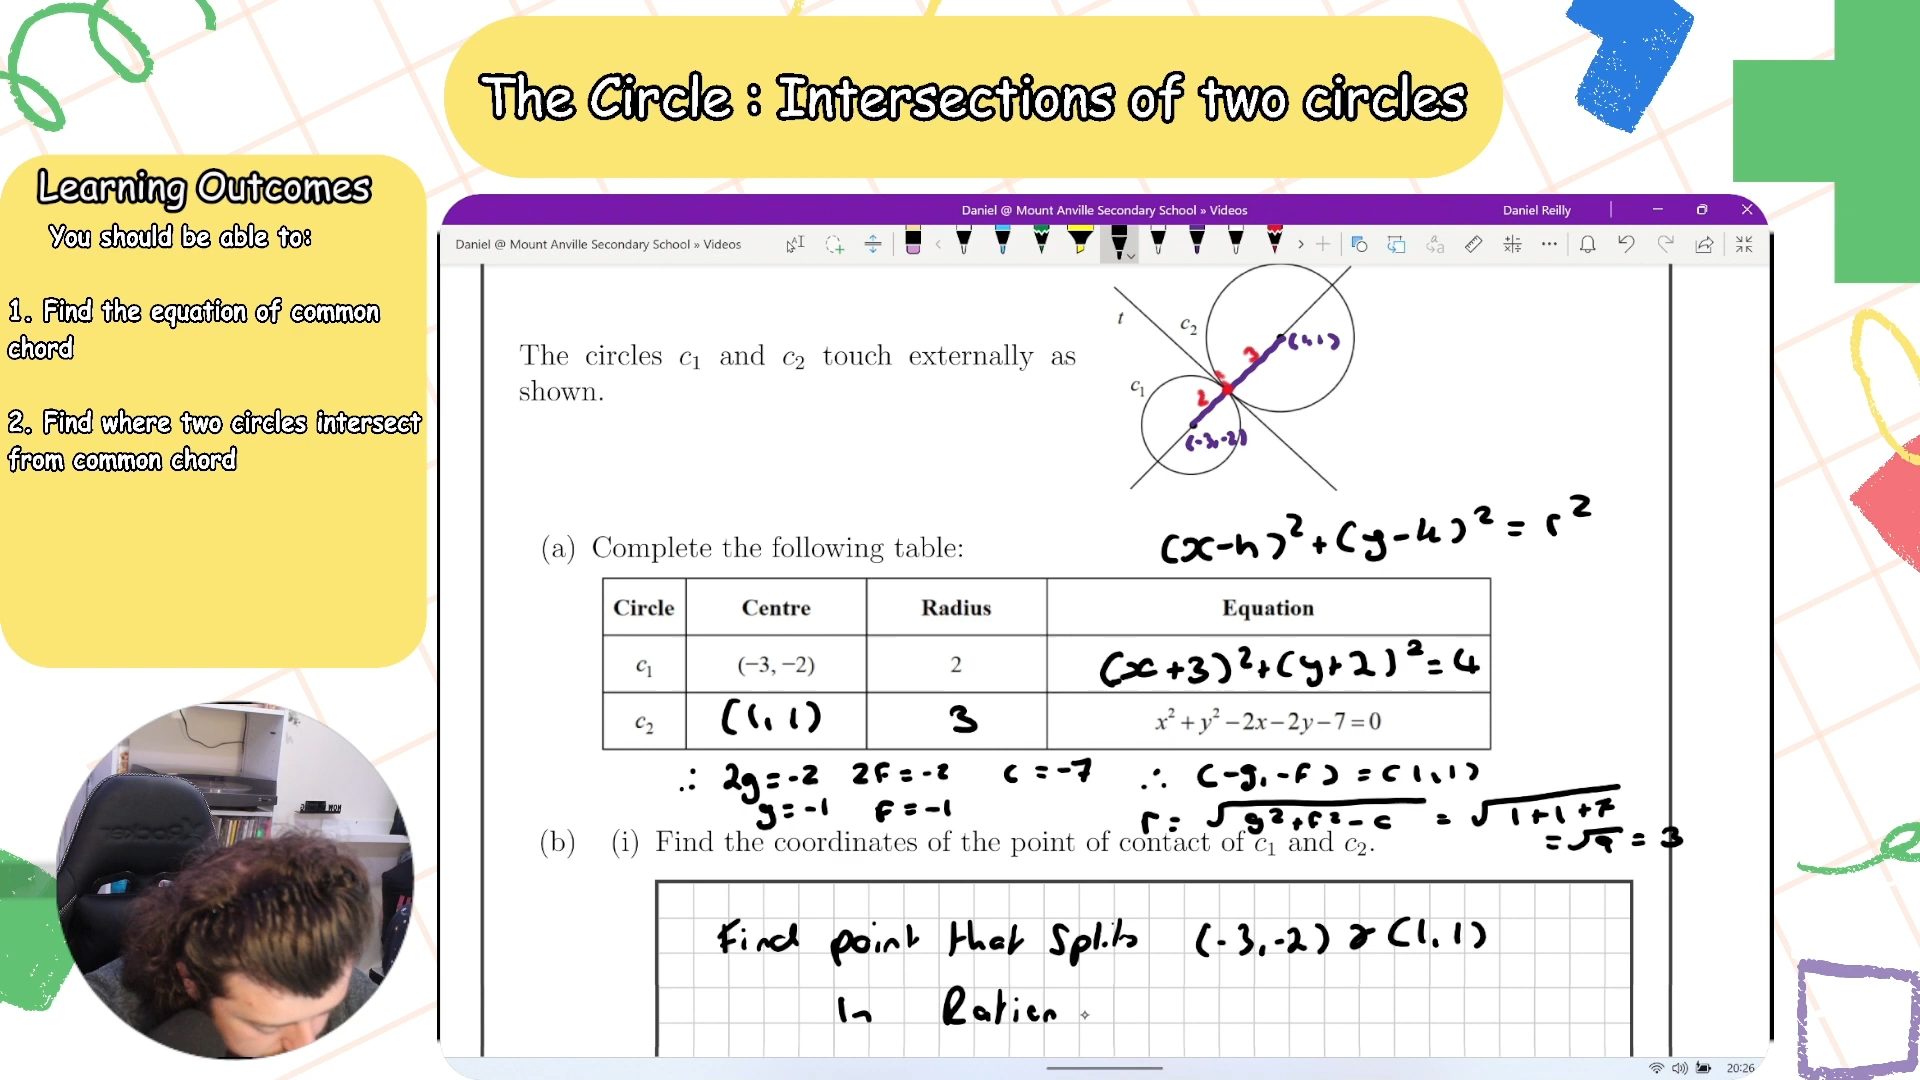 The Circle : Intersections of two circles
Learning Outcomes
You should be able to:
1. Find the equation of common
chord
2. Find where two circles intersect
from common chord
Daniel @ Mount Anville Secondary School » Videos
Daniel Reilly
Daniel @ Mount Anville Secondary School » Videos
The circles c₁ and c₂ touch externally as
shown.
t
c₂
(1,1)
3
c₁
2
(-3,-2)
(x-h)² + (y-k)² = r²
(a) Complete the following table:
Circle Centre Radius Equation
c₁ (−3, −2) 2 (x+3)² + (y+2)² = 4
c₂ (1, 1) 3 x² + y² − 2x − 2y − 7 = 0
∴ 2g = -2 2f = -2 c = -7 ∴ (-g, -f) = (1, 1)
g = -1 f = -1 r = √g²+f²-c = √1+1+7
= √9 = 3
(b) (i) Find the coordinates of the point of contact of c₁ and c₂.
Find point that splits (-3,-2) & (1,1)
In Ration
20:26